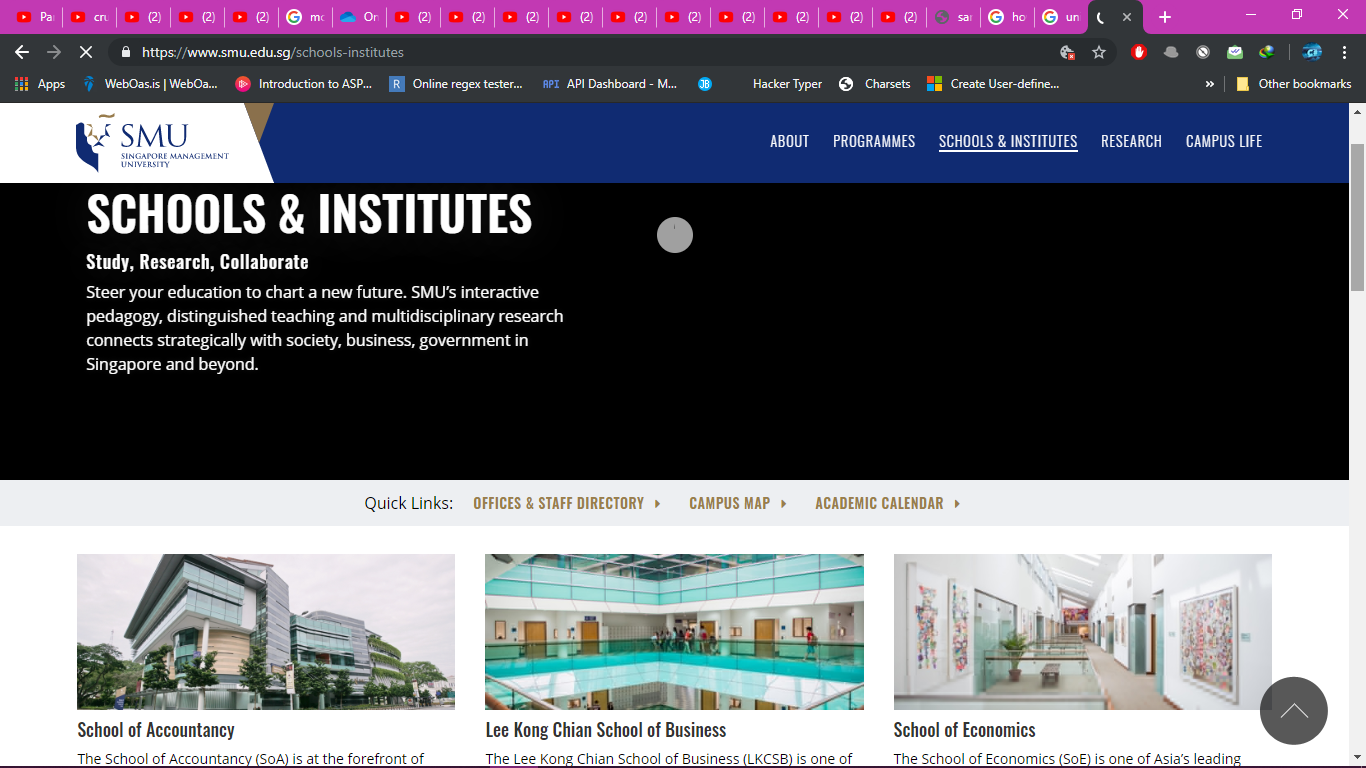 Pa
cru
(2)
(2)
(2)
mo
On
(2)
(2)
(2)
(2)
(2)
(2)
(2)
(2)
(2)
(2)
sar
ho
uni
https://www.smu.edu.sg/schools-institutes
Apps
WebOas.is | WebOa...
Introduction to ASP...
R
Online regex tester...
API
API Dashboard - M...
JB
Hacker Typer
Charsets
Create User-define...
»
Other bookmarks
SMU
SINGAPORE MANAGEMENT
UNIVERSITY
ABOUT
PROGRAMMES
SCHOOLS & INSTITUTES
RESEARCH
CAMPUS LIFE
SCHOOLS & INSTITUTES
Study, Research, Collaborate
Steer your education to chart a new future. SMU's interactive
pedagogy, distinguished teaching and multidisciplinary research
connects strategically with society, business, government in
Singapore and beyond.
Quick Links:
OFFICES & STAFF DIRECTORY
CAMPUS MAP
ACADEMIC CALENDAR
School of Accountancy
The School of Accountancy (SoA) is at the forefront of
Lee Kong Chian School of Business
The Lee Kong Chian School of Business (LKCSB) is one of
School of Economics
The School of Economics (SoE) is one of Asia's leading